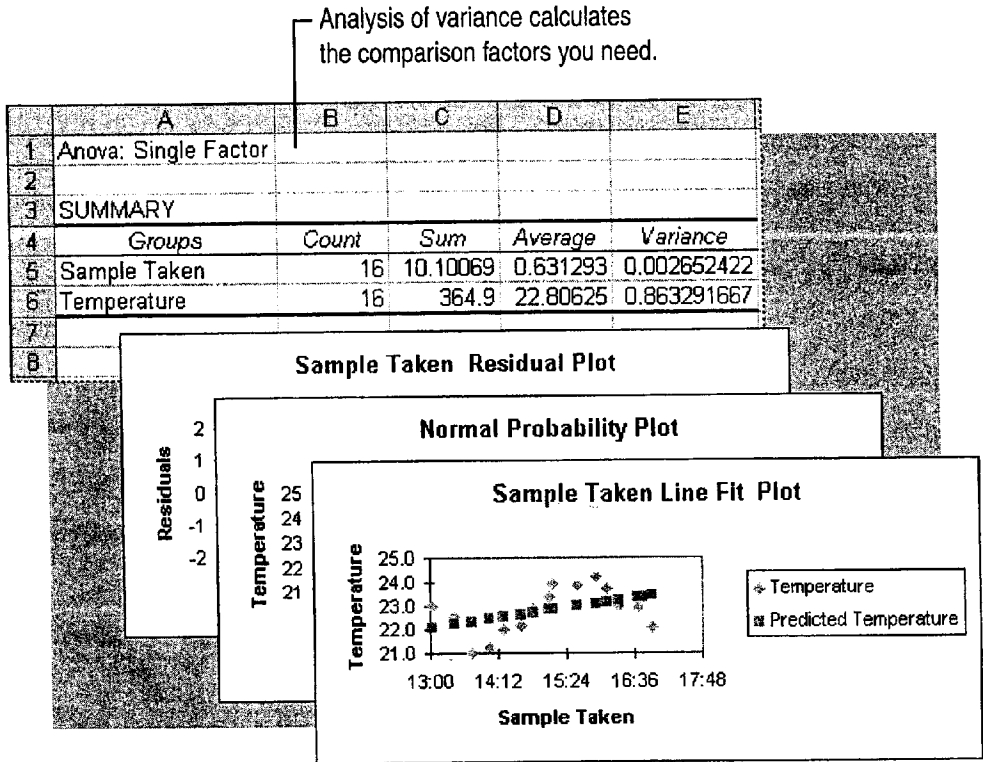 Analysis of variance calculates
the comparison factors you need.
A B C D E
1 Anova: Single Factor
2
3 SUMMARY
4 Groups Count Sum Average Variance
5 Sample Taken 16 10.10069 0.631293 0.002652422
6 Temperature 16 364.9 22.80625 0.863291667
7
8
Sample Taken Residual Plot
Residuals
2
1
0
-1
-2
Normal Probability Plot
Temperature
25
24
23
22
21
Sample Taken Line Fit Plot
Temperature
25.0
24.0
23.0
22.0
21.0
13:00 14:12 15:24 16:36 17:48
Sample Taken
Temperature
Predicted Temperature